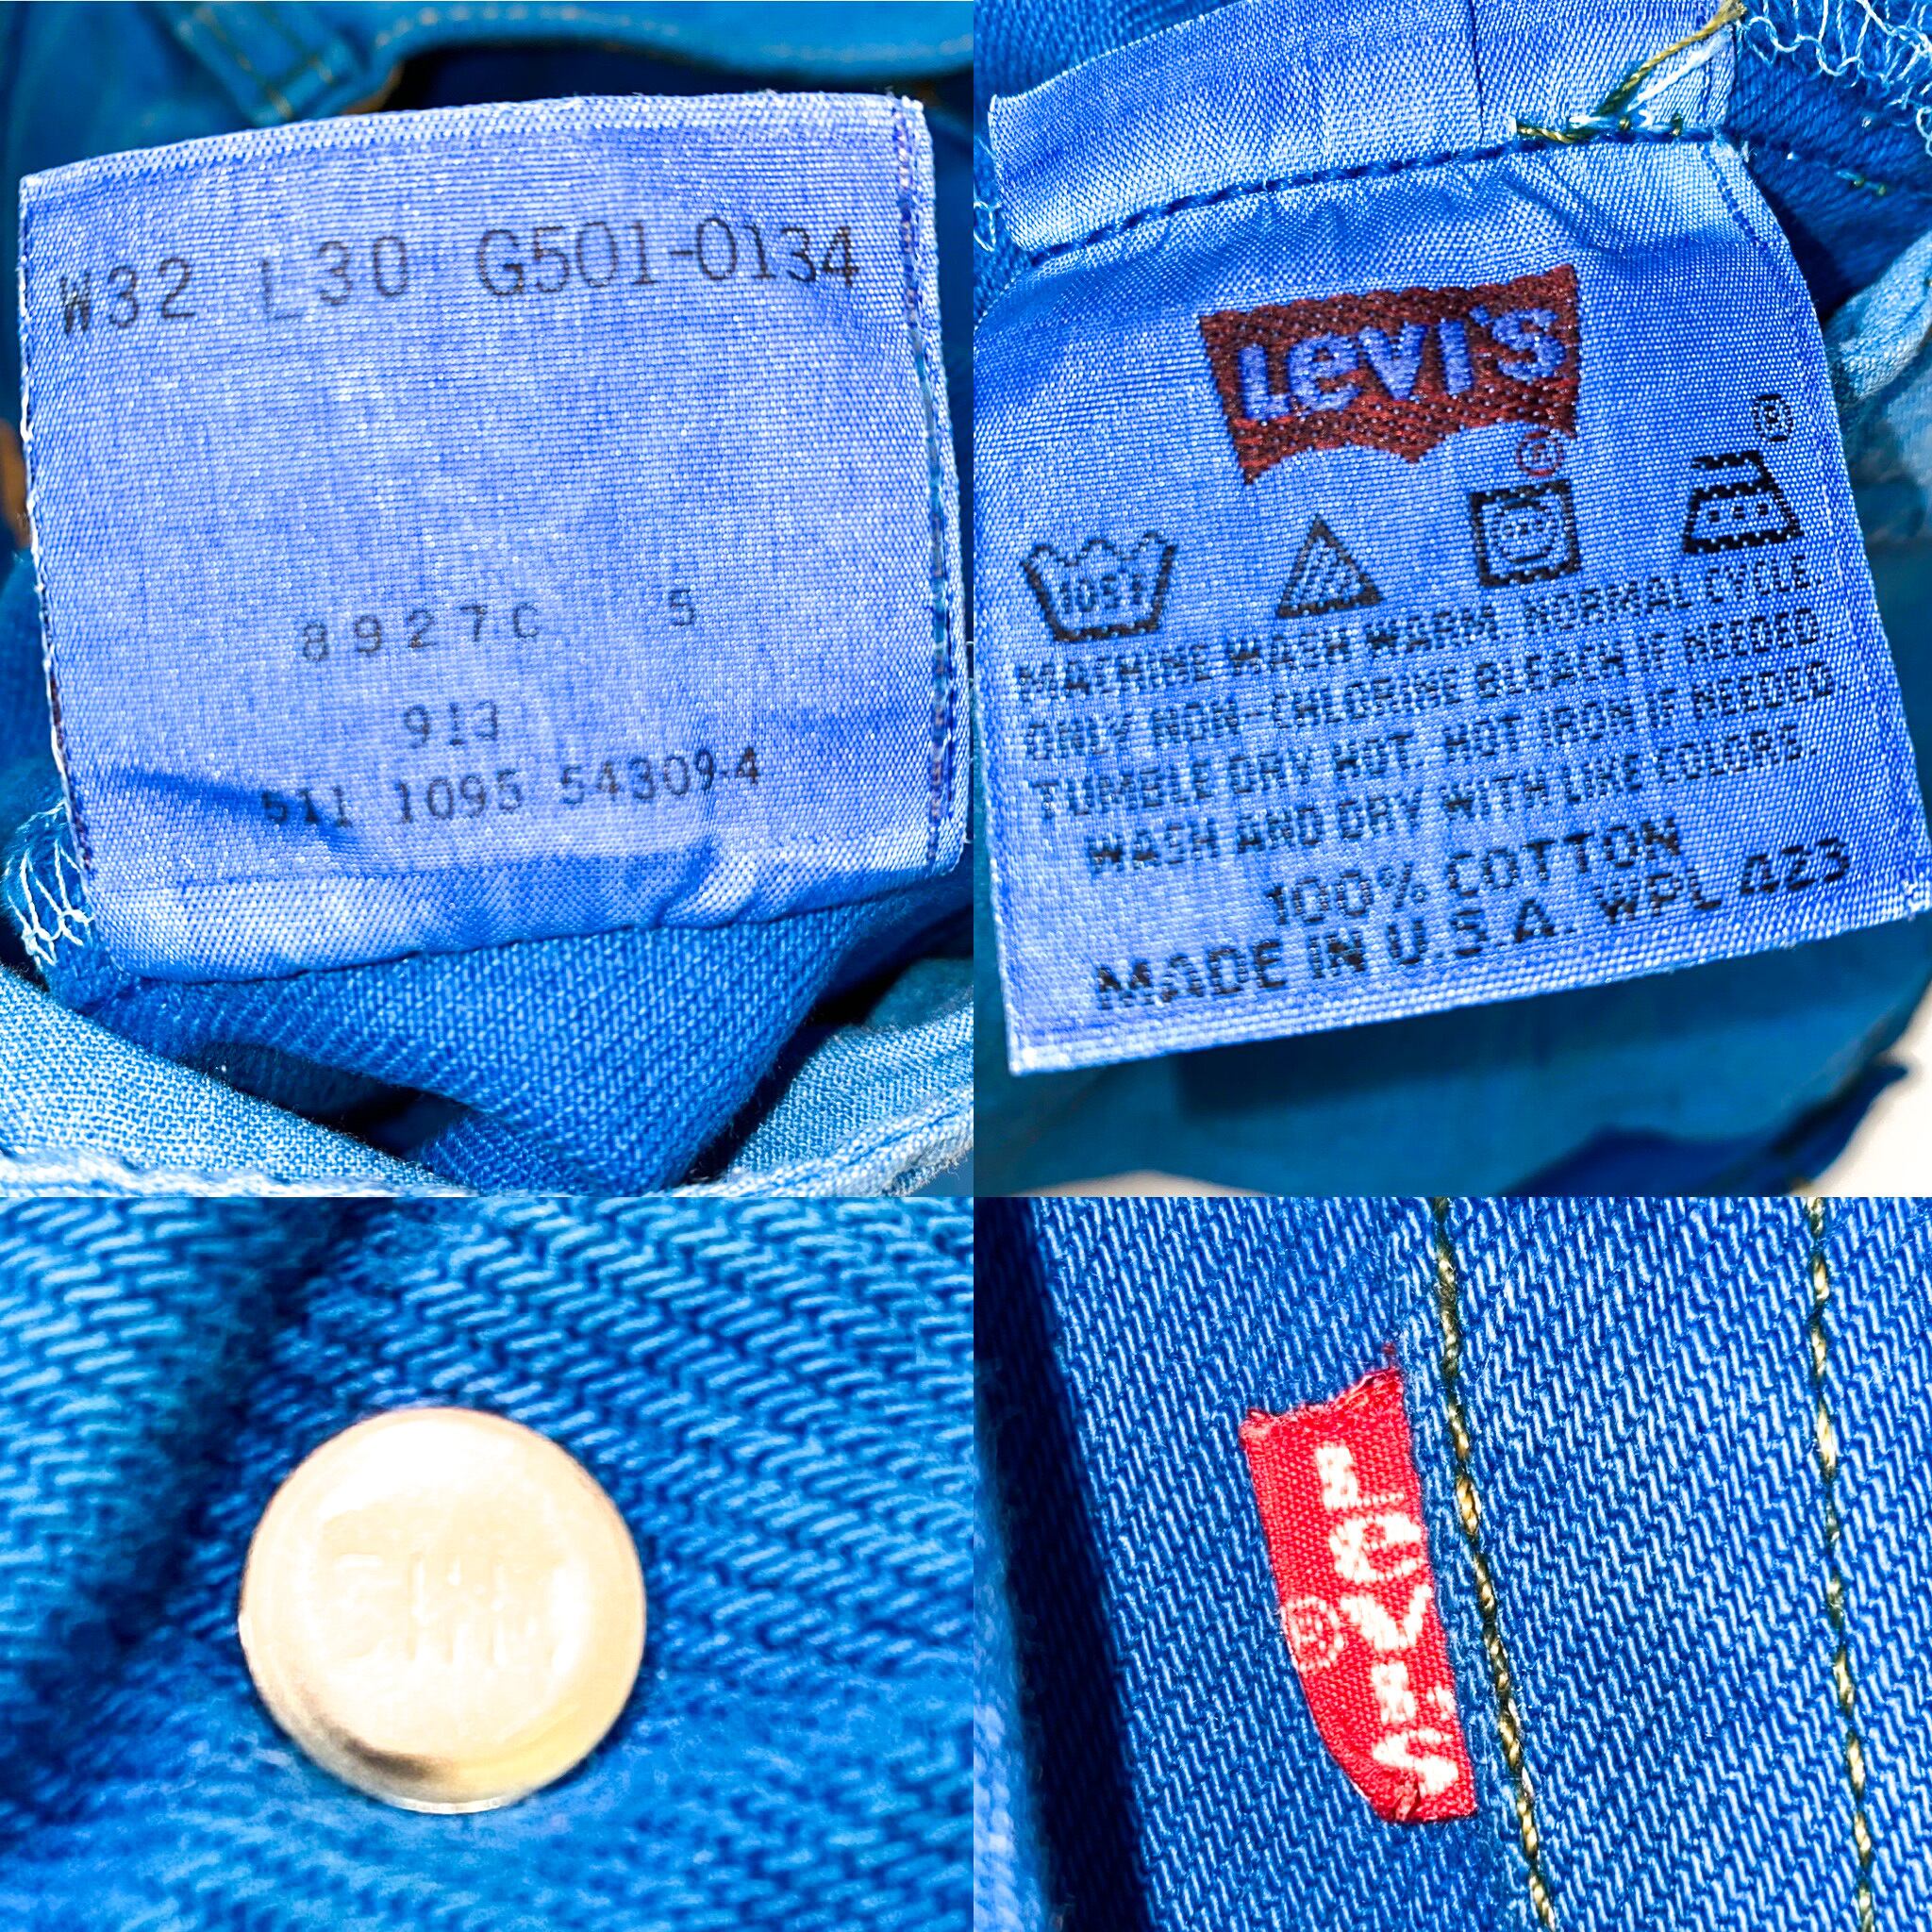 W32 L30 G501-0134
8927C 5
913
511 1095 54309-4
LEVI'S
®
®
105F
MACHINE WASH WARM. NORMAL CYCLE.
ONLY NON-CHLORINE BLEACH IF NEEDED.
TUMBLE DRY HOT. HOT IRON IF NEEDED.
WASH AND DRY WITH LIKE COLORS.
100% COTTON
MADE IN U.S.A. WPL 423
LeVI'S
®